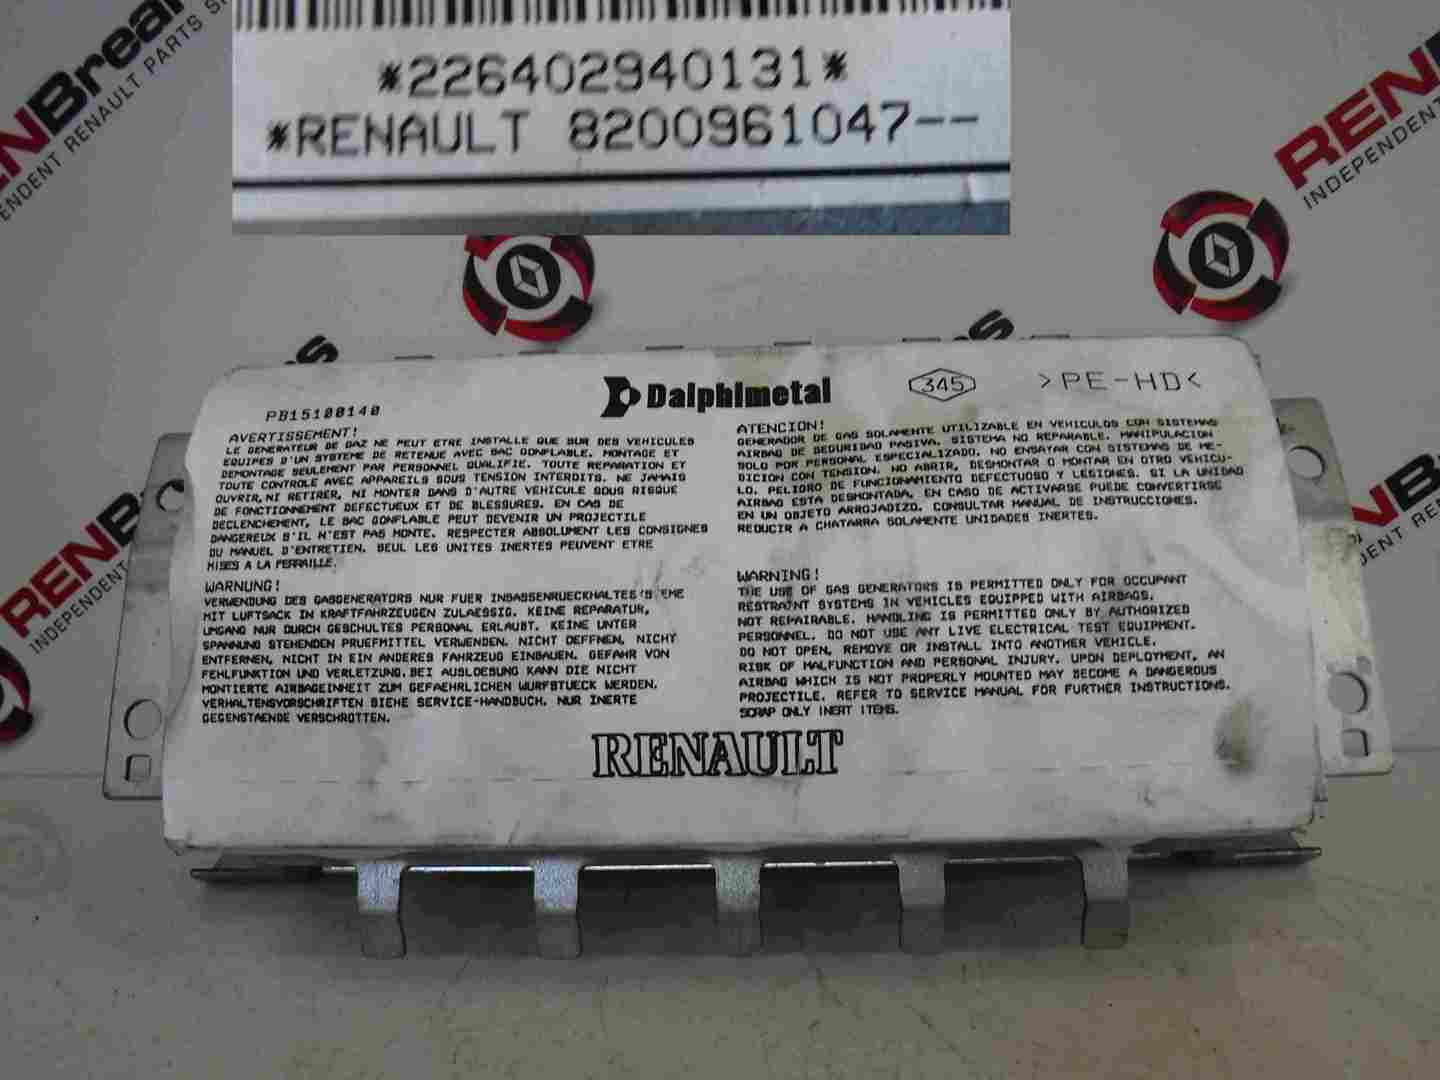 *226402940131*
*RENAULT 8200961047--
RENBrea
INDEPENDENT RENAULT PARTS S
REN
INDEPENDENT
PB15100140
Dalphimetal
345
>PE-HD<
AVERTISSEMENT!
LE GENERATEUR DE GAZ NE PEUT ETRE INSTALLE QUE SUR DES VEHICULES
EQUIPES D'UN SYSTEME DE RETENUE AVEC SAC GONFLABLE. MONTAGE ET
DEMONTAGE SEULEMENT PAR PERSONNEL QUALIFIE. TOUTE REPARATION ET
TOUTE CONTROLE AVEC APPAREILS SOUS TENSION INTERDITS. NE JAMAIS
OUVRIR, NI RETIRER, NI MONTER DANS D'AUTRE VEHICULE SOUS RISQUE
DE FONCTIONNEMENT DEFECTUEUX ET DE BLESSURES. EN CAS DE
DECLENCHEMENT, LE SAC GONFLABLE PEUT DEVENIR UN PROJECTILE
DANGEREUX S'IL N'EST PAS MONTE. RESPECTER ABSOLUMENT LES CONSIGNES
DU MANUEL D'ENTRETIEN. SEUL LES UNITES INERTES PEUVENT ETRE
MISES A LA FERRAILLE.
ATENCION!
GENERADOR DE GAS SOLAMENTE UTILIZABLE EN VEHICULOS CON SISTEMAS
AIRBAG DE SEGURIDAD PASIVA. SISTEMA NO REPARABLE. MANIPULACION
SOLO POR PERSONAL ESPECIALIZADO. NO ENSAYAR CON SISTEMAS DE ME-
DICION CON TENSION. NO ABRIR, DESMONTAR O MONTAR EN OTRO VEHICU-
LO. PELIGRO DE FUNCIONAMIENTO DEFECTUOSO Y LESIONES. SI LA UNIDAD
AIRBAG ESTA DESMONTADA, EN CASO DE ACTIVARSE PUEDE CONVERTIRSE
EN UN OBJETO ARROJADIZO. CONSULTAR MANUAL DE INSTRUCCIONES.
REDUCIR A CHATARRA SOLAMENTE UNIDADES INERTES.
WARNUNG!
VERWENDUNG DES GASGENERATORS NUR FUER INSASSENRUECKHALTESYSTEME
MIT LUFTSACK IN KRAFTFAHRZEUGEN ZULAESSIG. KEINE REPARATUR,
UMGANG NUR DURCH GESCHULTES PERSONAL ERLAUBT. KEINE UNTER
SPANNUNG STEHENDEN PRUEFMITTEL VERWENDEN. NICHT OEFFNEN, NICHT
ENTFERNEN, NICHT IN EIN ANDERES FAHRZEUG EINBAUEN. GEFAHR VON
FEHLFUNKTION UND VERLETZUNG. BEI AUSLOESUNG KANN DIE NICHT
MONTIERTE AIRBAGEINHEIT ZUM GEFAEHRLICHEN WURFSTUECK WERDEN.
VERHALTENSVORSCHRIFTEN SIEHE SERVICE-HANDBUCH. NUR INERTE
GEGENSTAENDE VERSCHROTTEN.
WARNING!
THE USE OF GAS GENERATORS IS PERMITTED ONLY FOR OCCUPANT
RESTRAINT SYSTEMS IN VEHICLES EQUIPPED WITH AIRBAGS.
NOT REPAIRABLE. HANDLING IS PERMITTED ONLY BY AUTHORIZED
PERSONNEL. DO NOT USE ANY LIVE ELECTRICAL TEST EQUIPMENT.
DO NOT OPEN, REMOVE OR INSTALL INTO ANOTHER VEHICLE.
RISK OF MALFUNCTION AND PERSONAL INJURY. UPON DEPLOYMENT, AN
AIRBAG WHICH IS NOT PROPERLY MOUNTED MAY BECOME A DANGEROUS
PROJECTILE. REFER TO SERVICE MANUAL FOR FURTHER INSTRUCTIONS.
SCRAP ONLY INERT ITEMS.
RENAULT
RENBr
INDEPENDENT